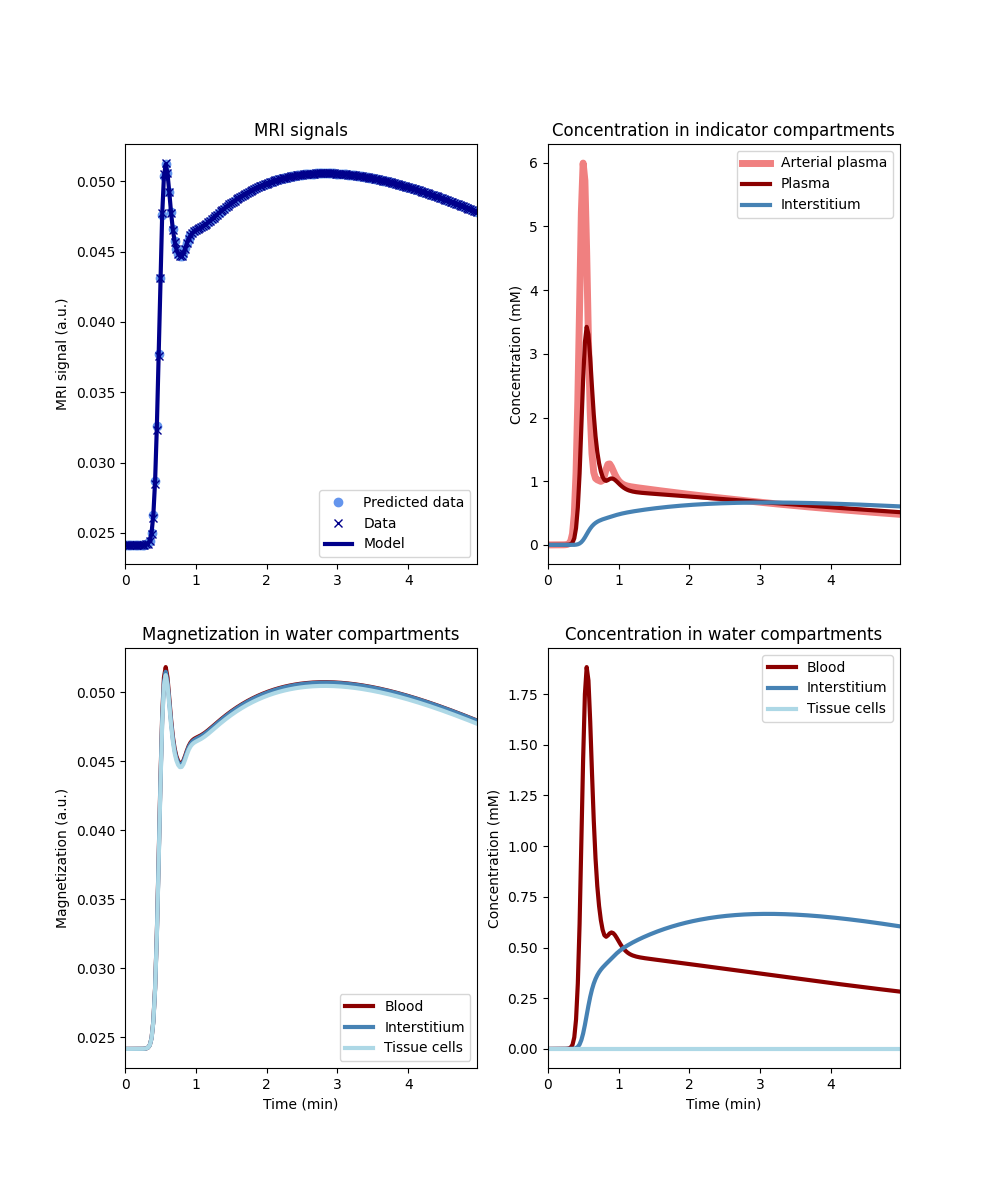 MRI signals
MRI signal (a.u.)
0.050
0.045
0.040
0.035
0.030
0.025
0 1 2 3 4
Predicted data
Data
Model
Concentration in indicator compartments
Concentration (mM)
6
5
4
3
2
1
0
0 1 2 3 4
Arterial plasma
Plasma
Interstitium
Magnetization in water compartments
Magnetization (a.u.)
0.050
0.045
0.040
0.035
0.030
0.025
0 1 2 3 4
Time (min)
Blood
Interstitium
Tissue cells
Concentration in water compartments
Concentration (mM)
1.75
1.50
1.25
1.00
0.75
0.50
0.25
0.00
0 1 2 3 4
Time (min)
Blood
Interstitium
Tissue cells